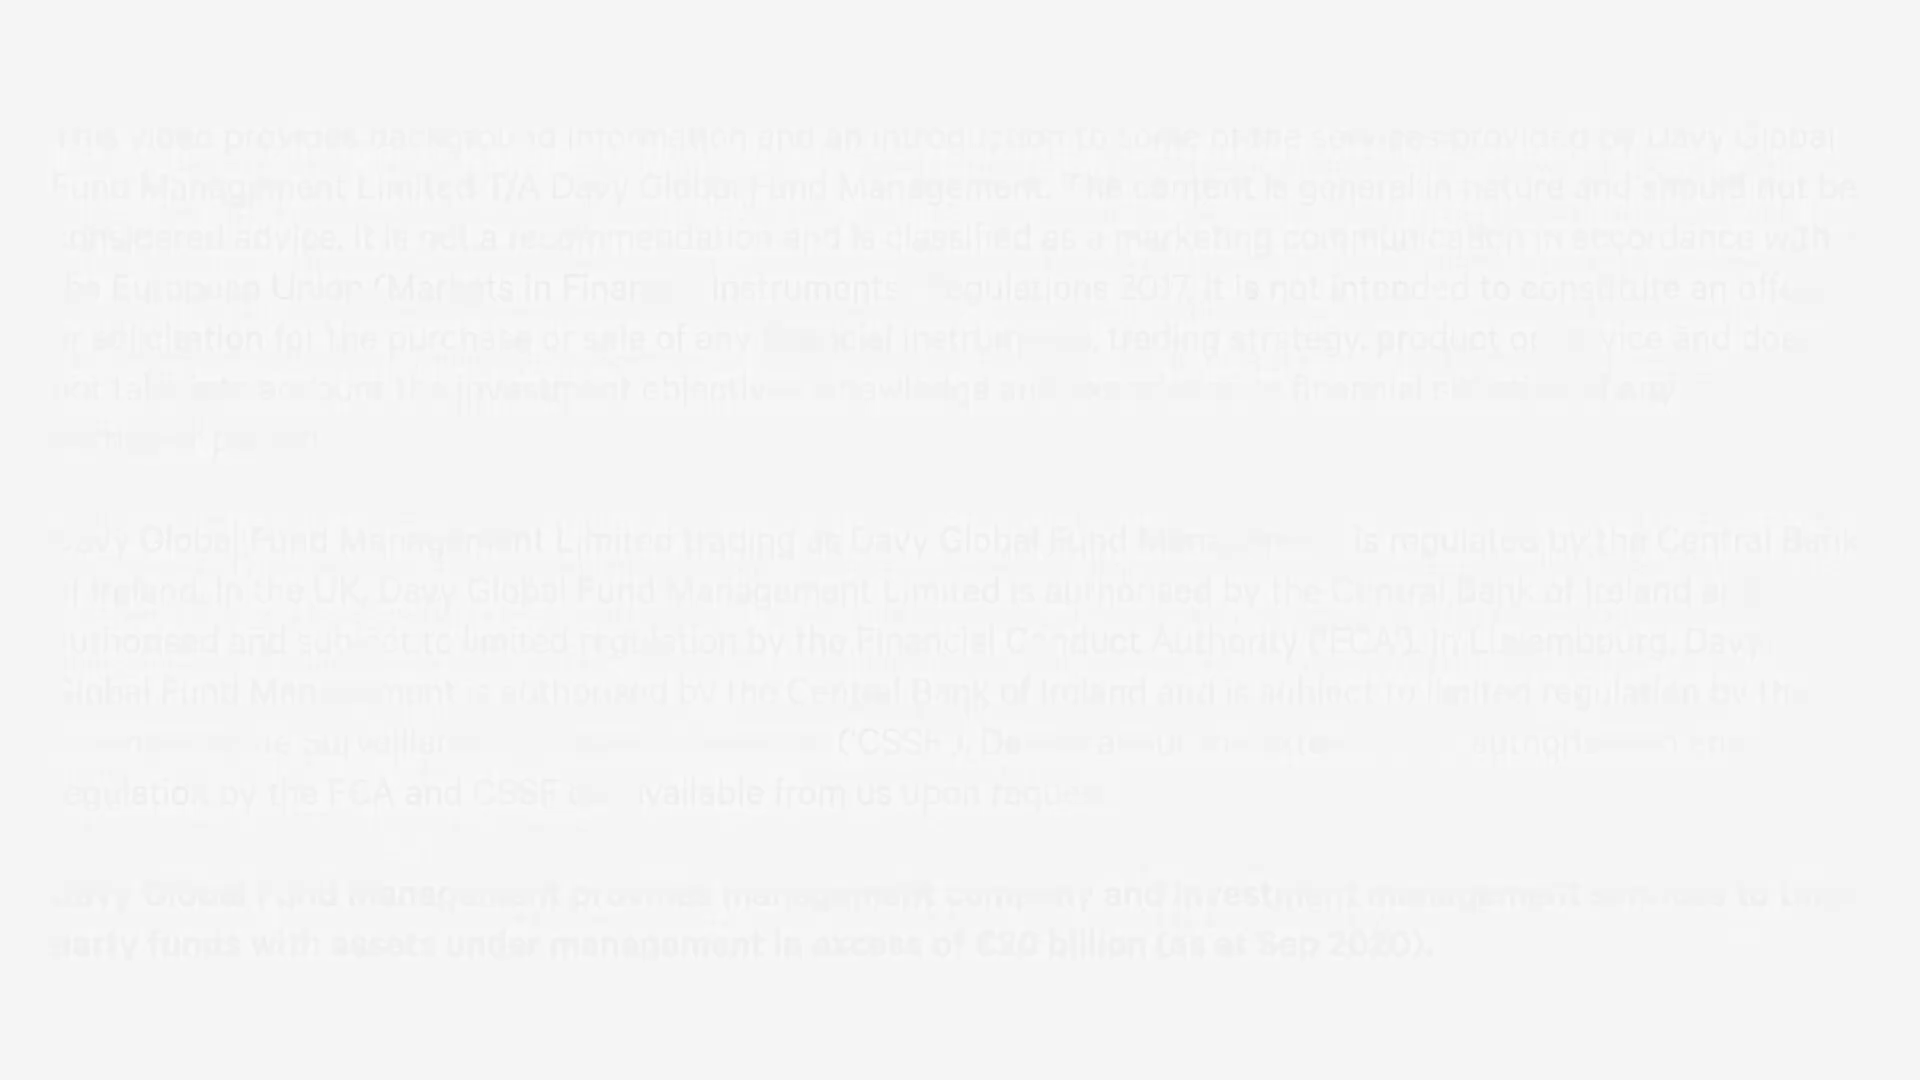 This video provides background information and an introduction to some of the services provided by Davy Global
Fund Management Limited T/A Davy Global Fund Management. The content is general in nature and should not be
considered advice, it is not a recommendation and is classified as a marketing communication in accordance with
the European Union (Markets in Financial Instruments) Regulations 2017. It is not intended to constitute an offer
or solicitation for the purchase or sale of any financial instrument, trading strategy, product or service and does
not take into account the investment objectives, knowledge and financial situation of any
person
Davy Global Fund Management Limited trading as Davy Global Fund Management is regulated by the Central Bank
of Ireland. In the UK, Davy Global Fund Management Limited is authorised by the Central Bank of Ireland and
authorised and subject to limited regulation by the Financial Conduct Authority ('FCA'). In Luxembourg, Davy
Global Fund Management is authorised by the Central Bank of Ireland and is subject to limited regulation by the
Surveillance ('CSSF'). Details about the extent authorisation and
regulation by the FCA and CSSF are available from us upon request.
Davy Global Fund Management provides management company and investment management services to third
party funds with assets under management in excess of billion (as at Sep 2020).